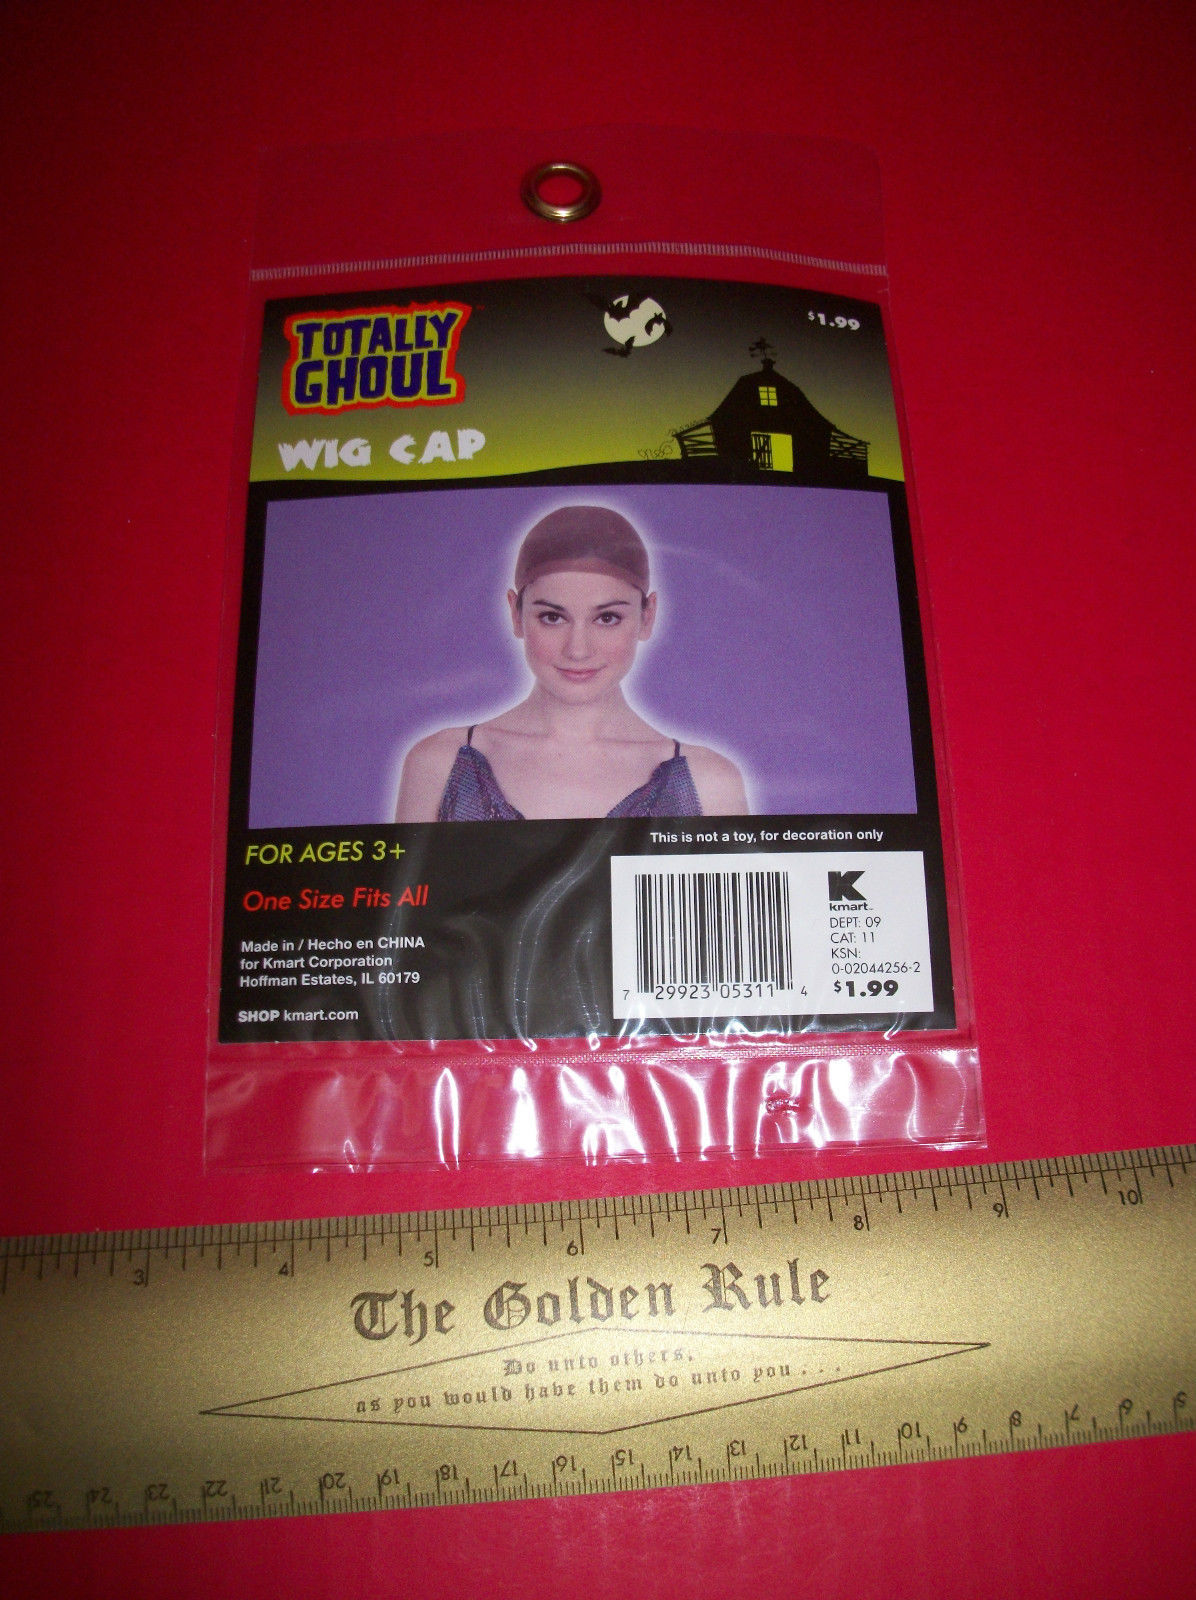 TOTALLY
GHOUL
™
$1.99
WIG CAP
This is not a toy, for decoration only
FOR AGES 3+
One Size Fits All
Made in / Hecho en CHINA
for Kmart Corporation
Hoffman Estates, IL 60179
SHOP kmart.com
7 29923 05311 4
K
kmart™
DEPT: 09
CAT: 11
KSN:
0-02044256-2
$1.99
3 4 5 6 7 8 9 10
The Golden Rule
Do unto others,
as you would have them do unto you . . .
25 24 23 22 21 20 19 18 17 16 15 14 13 12 11 10 9 8 7 6 5